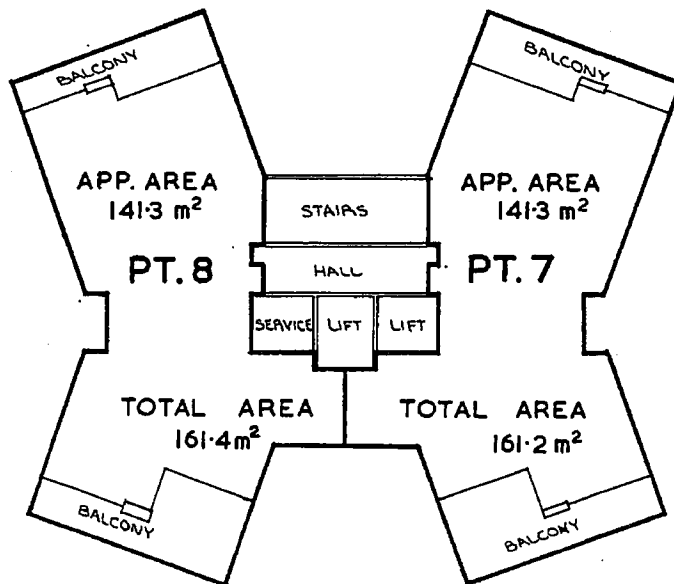 BALCONY
BALCONY
APP. AREA
141·3 m²
APP. AREA
141·3 m²
STAIRS
PT. 8
HALL
PT. 7
SERVICE
LIFT
LIFT
TOTAL AREA
161·4 m²
TOTAL AREA
161·2 m²
BALCONY
BALCONY